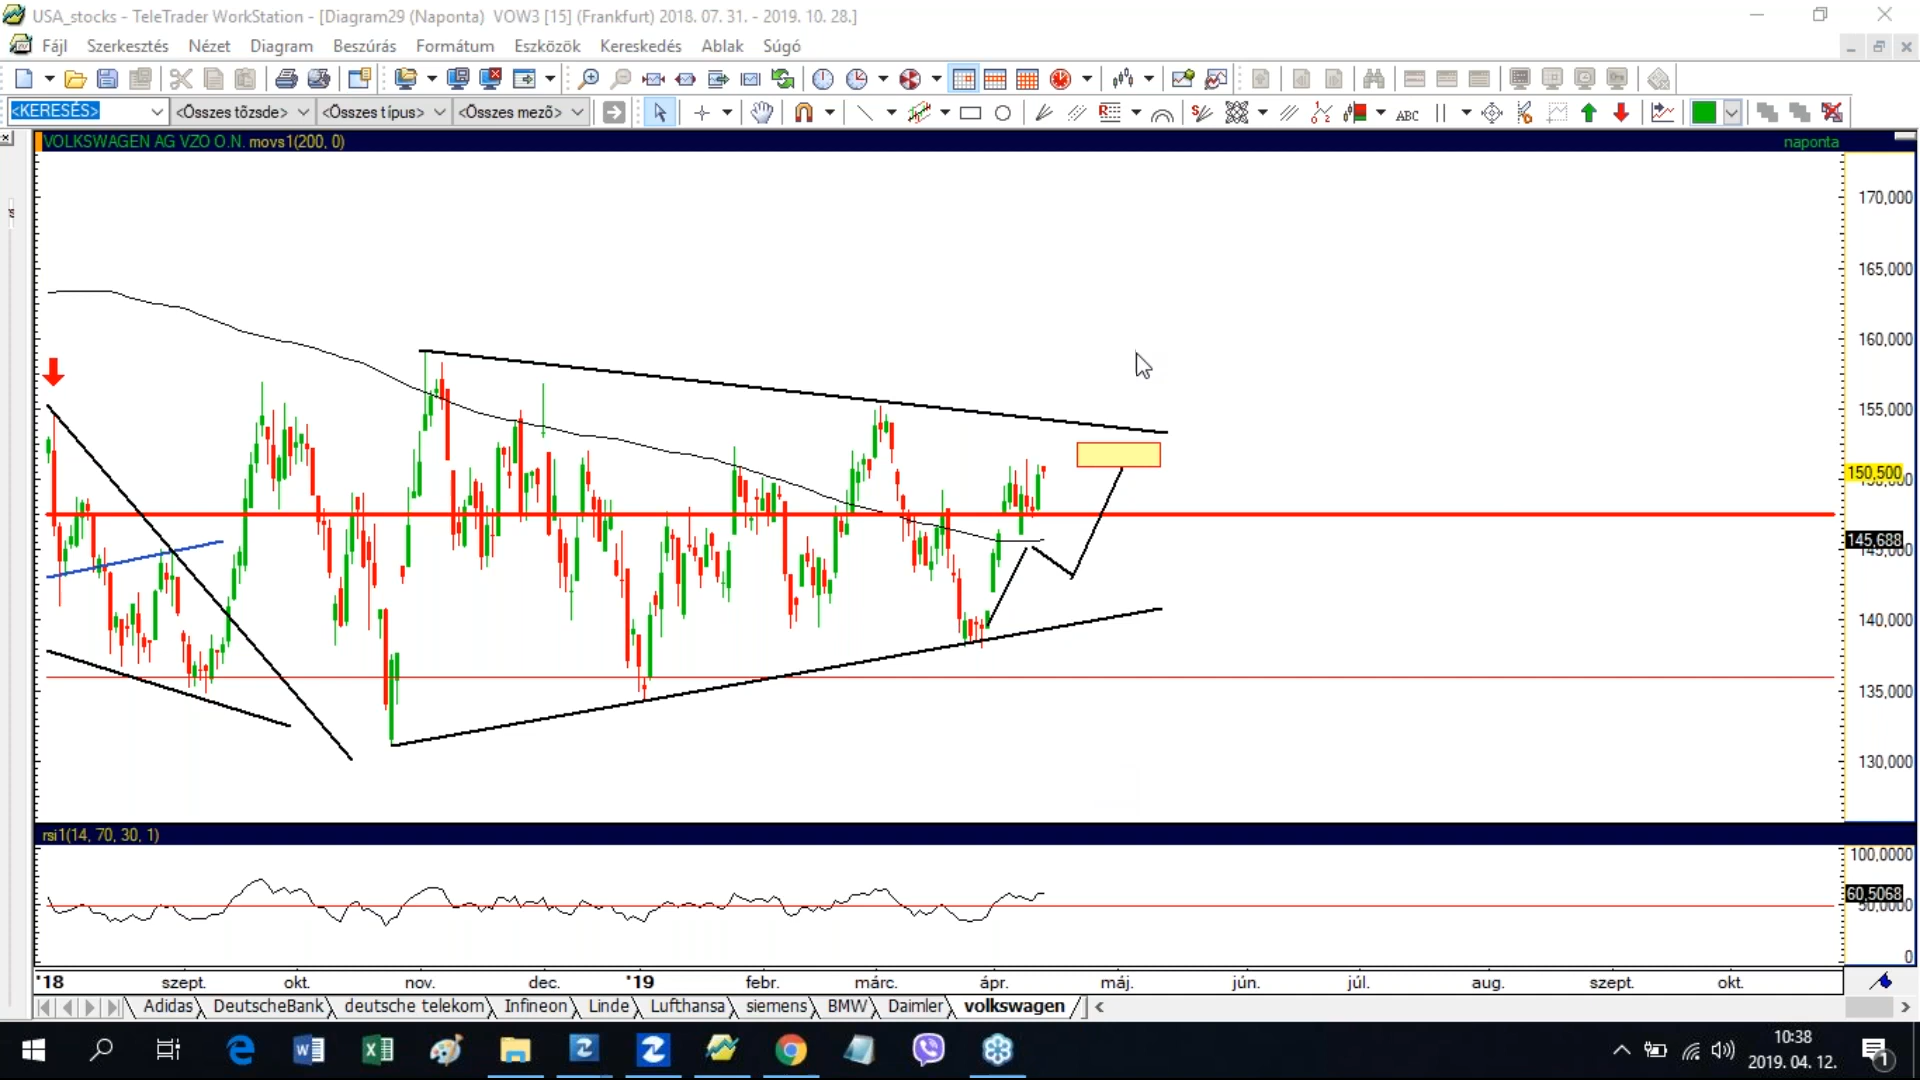 USA_stocks - TeleTrader WorkStation - [Diagram29 (Naponta)  VOW3 [15] (Frankfurt) 2018. 07. 31. - 2019. 10. 28.]
Fájl Szerkesztés Nézet Diagram Beszúrás Formátum Eszközök Kereskedés Ablak Súgó
<KERESÉS> <Összes tőzsde> <Összes típus> <Összes mező> ABC
VOLKSWAGEN AG VZO O.N. movs1(200, 0) naponta
170,000
165,000
160,000
155,000
150,500
145,688
140,000
135,000
130,000
rsi1(14, 70, 30, 1)
100,0000
60,5068
50,0000
0
'18 szept. okt. nov. dec. '19 febr. márc. ápr. máj. jún. júl. aug. szept. okt.
Adidas DeutscheBank deutsche telekom Infineon Linde Lufthansa siemens BMW Daimler volkswagen
10:38
2019. 04. 12.
1